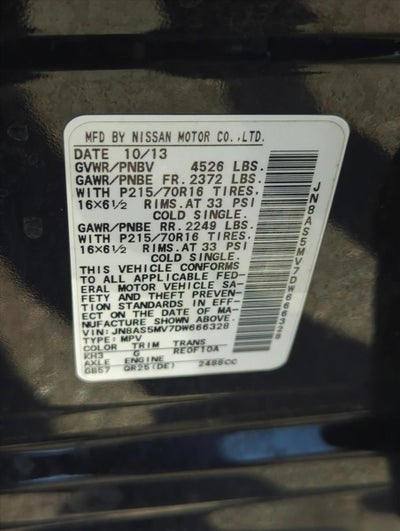 MFD BY NISSAN MOTOR CO.,LTD.
DATE 10/13
GVWR/PNBV 4526 LBS.
GAWR/PNBE FR. 2372 LBS.
WITH P215/70R16 TIRES.
16X6½ RIMS.AT 33 PSI
COLD SINGLE.
GAWR/PNBE RR. 2249 LBS.
WITH P215/70R16 TIRES.
16X6½ RIMS.AT 33 PSI
COLD SINGLE.
THIS VEHICLE CONFORMS
TO ALL APPLICABLE FED-
ERAL MOTOR VEHICLE SA-
FETY AND THEFT PREVEN-
TION STANDARDS IN EFF-
ECT ON THE DATE OF MA-
NUFACTURE SHOWN ABOVE.
VIN: JN8AS5MV7DW666328
TYPE: MPV
COLOR TRIM TRANS
KH3 G RE0F10A
AXLE ENGINE
GB57 QR25(DE) 2488CC
JN8AS5MV7DW666328